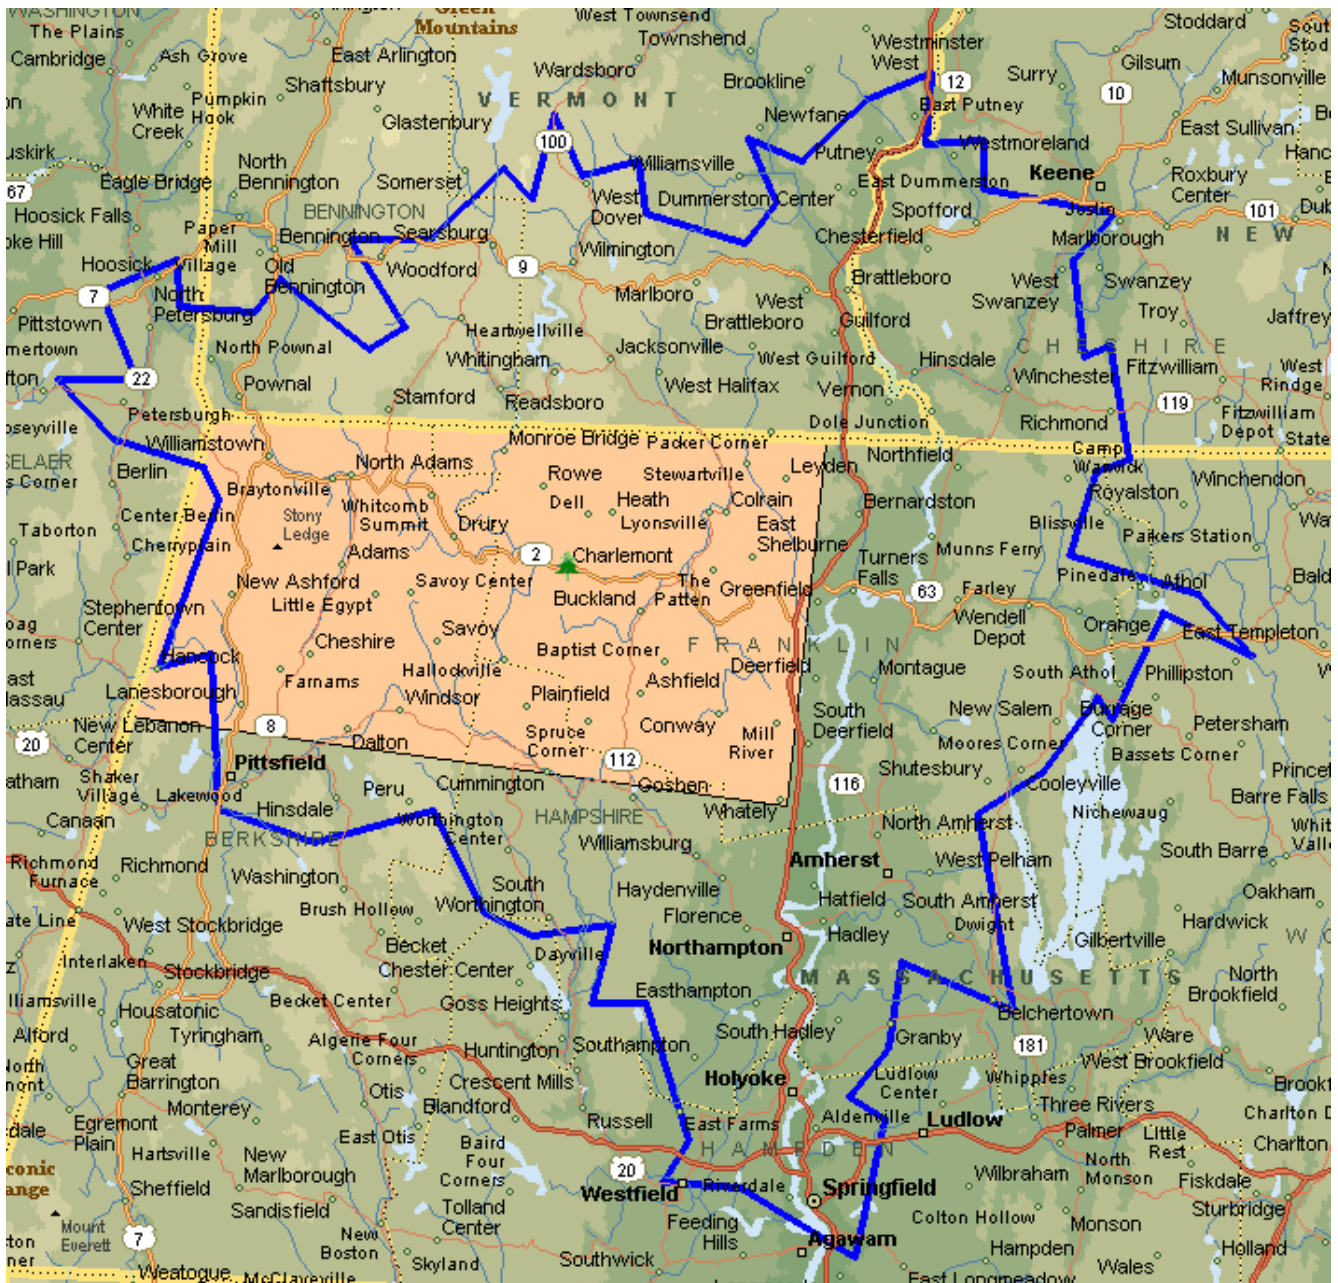 WASHINGTON
The Plains
Cambridge
Ash Grove
East Arlington
Green
Mountains
West Townsend
Townshend
Stoddard
Shaftsbury
Wardsboro
Brookline
Westminster
West
Surry
Gilsum
Munsonville
White
Creek
Pumpkin
Hook
Glastenbury
VERMONT
Newfane
East Putney
12
10
East Sullivan
100
Eagle Bridge
North
Bennington
Somerset
Williamsville
Putney
Westmoreland
Keene
Roxbury
Center
67
Hoosick Falls
BENNINGTON
West
Dover
Dummerston Center
East Dummerston
Spofford
Joslin
101
NEW
Paper
Mill
Village
Bennington
Searsburg
Wilmington
Chesterfield
Marlborough
Hoosick
Old
Bennington
Woodford
9
Marlboro
Brattleboro
West
Swanzey
Swanzey
7
North
Petersburg
West
Brattleboro
Guilford
Troy
Jaffrey
Pittstown
North Pownal
Heartwellville
Whitingham
Jacksonville
West Guilford
Hinsdale
CHESHIRE
Winchester
Fitzwilliam
West
Rindge
22
Pownal
Stamford
Readsboro
West Halifax
Vernon
Richmond
119
Fitzwilliam
Depot
Petersburgh
Dole Junction
Williamstown
Monroe Bridge
Packer Corner
Northfield
Camp
Warwick
State
Berlin
North Adams
Rowe
Stewartville
Leyden
Winchendon
Braytonville
Dell
Heath
Colrain
Bernardston
Royalston
Taborton
Center Berlin
Stony
Ledge
Whitcomb
Summit
Drury
Lyonsville
East
Shelburne
Blissville
Parkers Station
Cherryplain
Adams
2
Charlemont
Turners
Falls
Munns Ferry
New Ashford
Savoy Center
The
Patten
Greenfield
63
Farley
Pinedale
Athol
Stephentown
Center
Little Egypt
Buckland
Wendell
Depot
Orange
East Templeton
Cheshire
Savoy
Baptist Corner
FRANKLIN
Hancock
Hallockville
Deerfield
Montague
South Athol
Phillipston
Lanesborough
Farnams
Windsor
Plainfield
Ashfield
New Lebanon
Center
8
Dalton
Spruce
Corner
Conway
Mill
River
South
Deerfield
New Salem
Burrage
Corner
Petersham
20
Moores Corner
Bassets Corner
Shaker
Village
Pittsfield
Cummington
112
Goshen
116
Shutesbury
Cooleyville
Lakewood
Hinsdale
Peru
Whately
Nichewaug
Barre Falls
Canaan
BERKSHIRE
Worthington
Center
HAMPSHIRE
North Amherst
Richmond
Furnace
Richmond
Williamsburg
Amherst
West Pelham
South Barre
Washington
South
Worthington
Haydenville
Hatfield
South Amherst
Oakham
Brush Hollow
Florence
Dwight
Hardwick
West Stockbridge
Becket
Dayville
Northampton
Hadley
Gilbertville
Interlaken
Stockbridge
Chester Center
MASSACHUSETTS
North
Brookfield
Becket Center
Goss Heights
Easthampton
Housatonic
Belchertown
Alford
Tyringham
Algerie Four
Corners
Huntington
Southampton
South Hadley
Granby
181
Ware
West Brookfield
Great
Barrington
Otis
Crescent Mills
Holyoke
Ludlow
Center
Whipples
Monterey
Blandford
Russell
East Farms
Aldenville
Ludlow
Three Rivers
Egremont
Plain
East Otis
HAMPDEN
Palmer
Little
Rest
Charlton
Hartsville
New
Marlborough
Baird
Four
Corners
20
Westfield
Riverdale
Springfield
Wilbraham
North
Monson
Fiskdale
Sheffield
Sandisfield
Tolland
Center
Feeding
Hills
Colton Hollow
Monson
Sturbridge
Mount
Everett
7
New
Boston
Agawam
Hampden
Holland
Weatogue
McClaveville
Skyland
Southwick
East Longmeadow
Wales